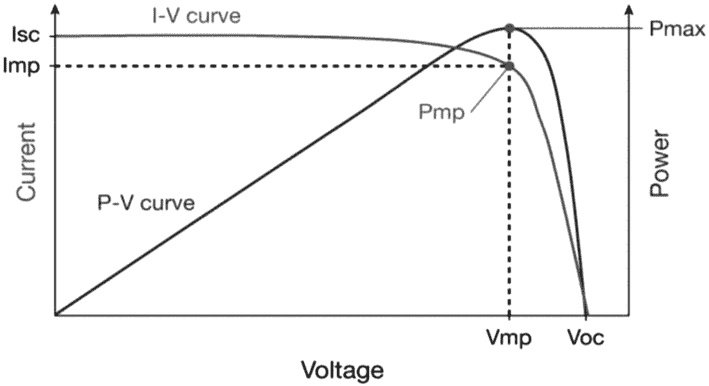 I-V curve
Isc
Pmax
Imp
Pmp
Current
Power
P-V curve
Vmp
Voc
Voltage